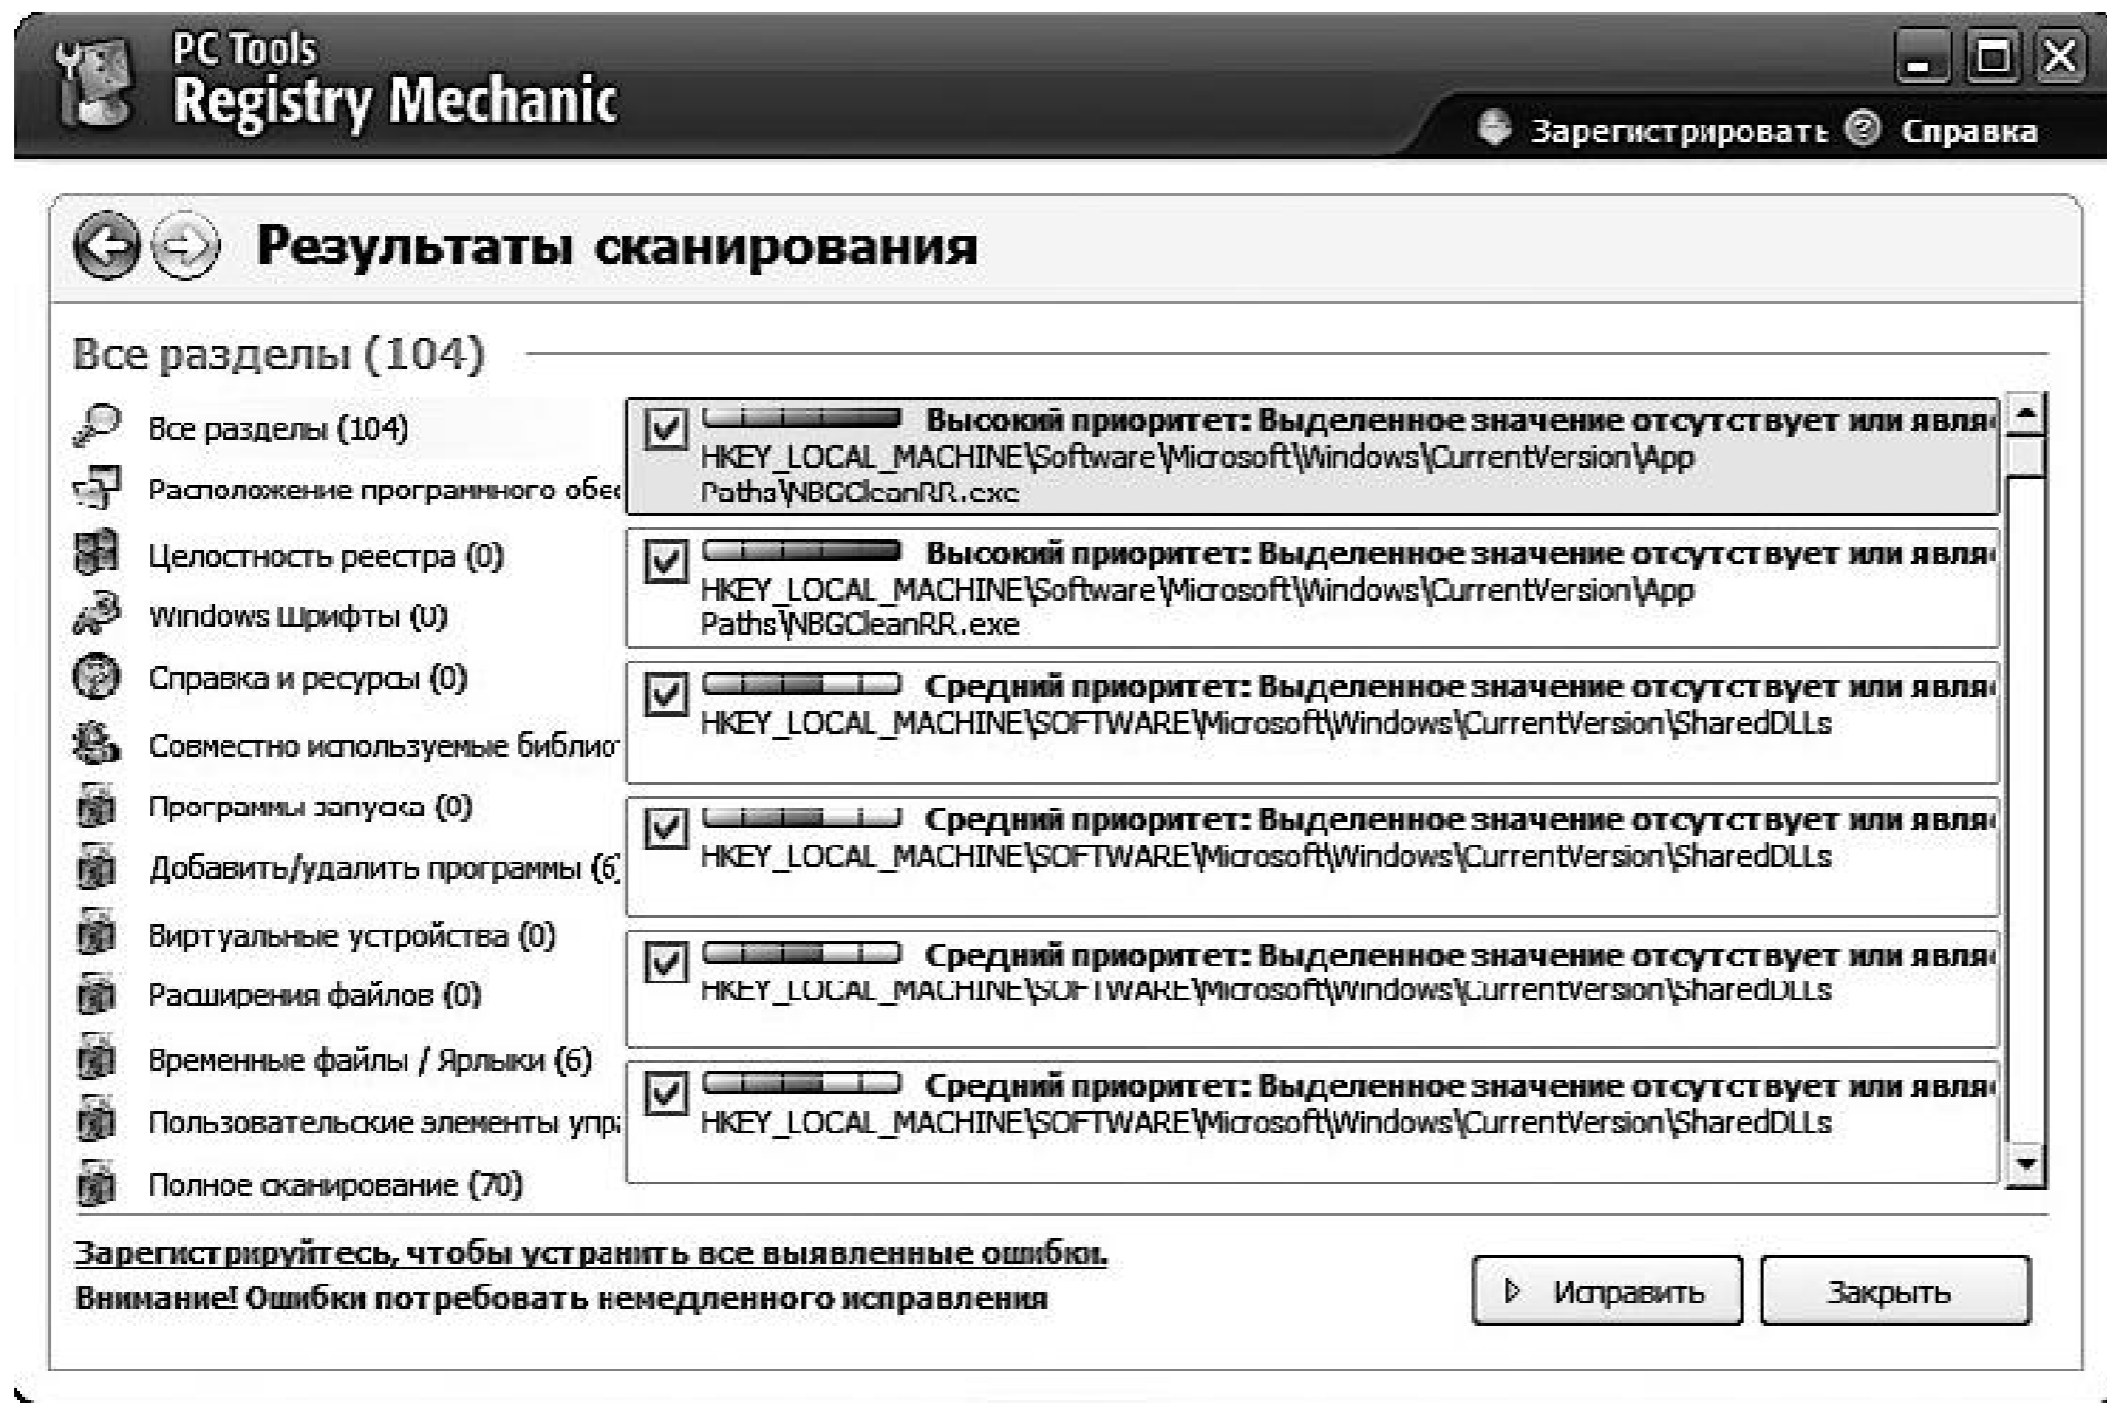 PC Tools
Registry Mechanic
Зарегистрировать
Справка
Результаты сканирования
Все разделы (104)
Все разделы (104)
Расположение программного обес
Целостность реестра (0)
Windows Шрифты (0)
Справка и ресурсы (0)
Совместно используемые библио
Программы запуска (0)
Добавить/удалить программы (6
Виртуальные устройства (0)
Расширения файлов (0)
Временные файлы / Ярлыки (6)
Пользовательские элементы упра
Полное сканирование (70)
Высокий приоритет: Выделенное значение отсутствует или явля
HKEY_LOCAL_MACHINE\Software\Microsoft\Windows\CurrentVersion\App
Paths\NBGCleanRR.exe
Высокий приоритет: Выделенное значение отсутствует или явля
HKEY_LOCAL_MACHINE\Software\Microsoft\Windows\CurrentVersion\App
Paths\NBGCleanRR.exe
Средний приоритет: Выделенное значение отсутствует или явля
HKEY_LOCAL_MACHINE\SOFTWARE\Microsoft\Windows\CurrentVersion\SharedDLLs
Средний приоритет: Выделенное значение отсутствует или явля
HKEY_LOCAL_MACHINE\SOFTWARE\Microsoft\Windows\CurrentVersion\SharedDLLs
Средний приоритет: Выделенное значение отсутствует или явля
HKEY_LOCAL_MACHINE\SOFTWARE\Microsoft\Windows\CurrentVersion\SharedDLLs
Средний приоритет: Выделенное значение отсутствует или явля
HKEY_LOCAL_MACHINE\SOFTWARE\Microsoft\Windows\CurrentVersion\SharedDLLs
Зарегистрируйтесь, чтобы устранить все выявленные ошибки.
Внимание! Ошибки потребовать немедленного исправления
Исправить
Закрыть